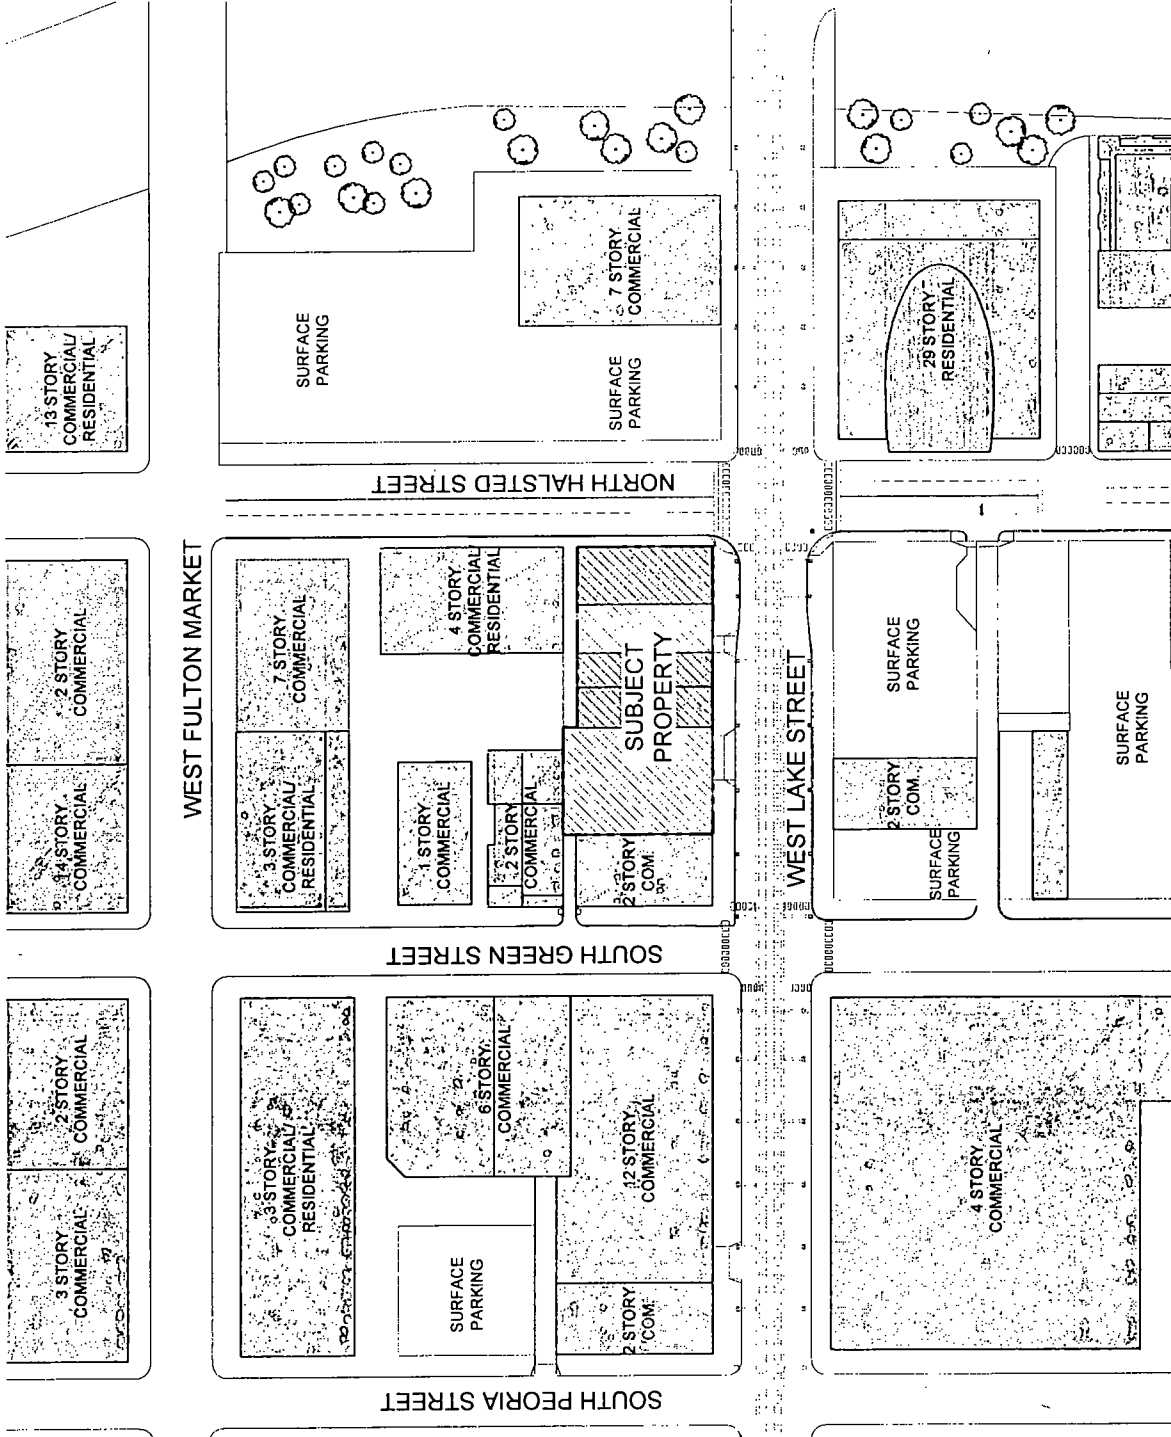 13 STORY
COMMERCIAL/
RESIDENTIAL
SURFACE
PARKING
7 STORY
COMMERCIAL
SURFACE
PARKING
29 STORY
RESIDENTIAL
NORTH HALSTED STREET
WEST FULTON MARKET
2 STORY
COMMERCIAL
14 STORY
COMMERCIAL
7 STORY
COMMERCIAL
3 STORY
COMMERCIAL/
RESIDENTIAL
4 STORY
COMMERCIAL/
RESIDENTIAL
1 STORY
COMMERCIAL
2 STORY
COMMERCIAL
SUBJECT
PROPERTY
2 STORY
COM.
WEST LAKE STREET
SURFACE
PARKING
2 STORY
COM.
SURFACE
PARKING
SURFACE
PARKING
1
SOUTH GREEN STREET
2 STORY
COMMERCIAL
3 STORY
COMMERCIAL
3 STORY
COMMERCIAL/
RESIDENTIAL
6 STORY
COMMERCIAL
SURFACE
PARKING
12 STORY
COMMERCIAL
2 STORY
COM.
4 STORY
COMMERCIAL
SOUTH PEORIA STREET